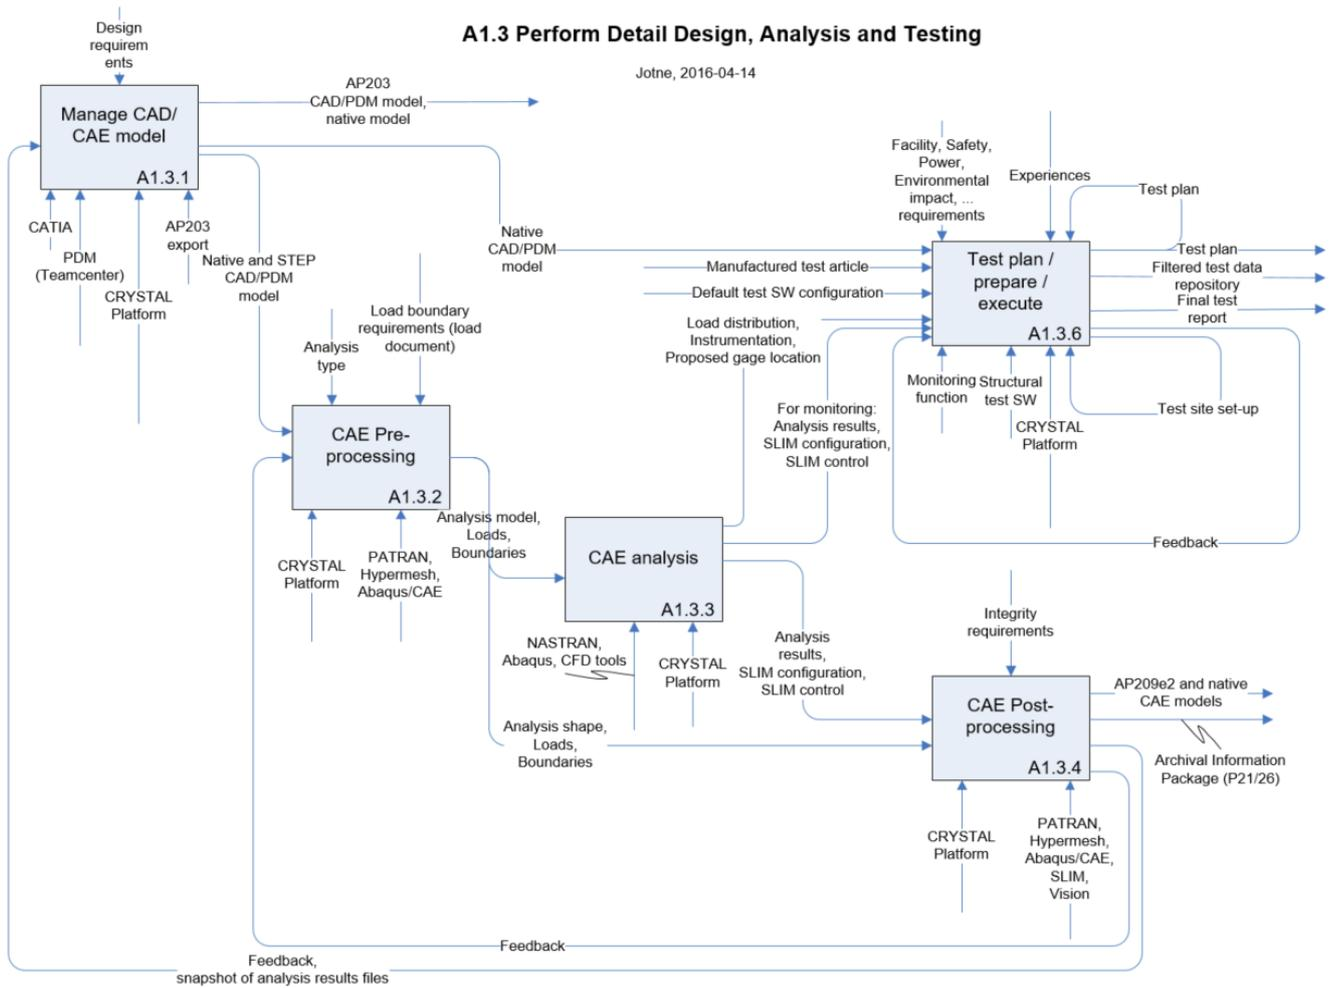 A1.3 Perform Detail Design, Analysis and Testing
Jotne, 2016-04-14
Design
requirem
ents
Manage CAD/
CAE model
A1.3.1
AP203
CAD/PDM model,
native model
CATIA
PDM
(Teamcenter)
CRYSTAL
Platform
AP203
export
Native and STEP
CAD/PDM
model
Native
CAD/PDM
model
Facility, Safety,
Power,
Environmental
impact, ...
requirements
Experiences
Test plan
Manufactured test article
Default test SW configuration
Load distribution,
Instrumentation,
Proposed gage location
Test plan /
prepare /
execute
A1.3.6
Test plan
Filtered test data
repository
Final test
report
Monitoring
function
Structural
test SW
CRYSTAL
Platform
Test site set-up
Feedback
Analysis
type
Load boundary
requirements (load
document)
CAE Pre-
processing
A1.3.2
CRYSTAL
Platform
PATRAN,
Hypermesh,
Abaqus/CAE
Analysis model,
Loads,
Boundaries
For monitoring:
Analysis results,
SLIM configuration,
SLIM control
CAE analysis
A1.3.3
NASTRAN,
Abaqus, CFD tools
CRYSTAL
Platform
Analysis
results,
SLIM configuration,
SLIM control
Analysis shape,
Loads,
Boundaries
Integrity
requirements
CAE Post-
processing
A1.3.4
AP209e2 and native
CAE models
Archival Information
Package (P21/26)
CRYSTAL
Platform
PATRAN,
Hypermesh,
Abaqus/CAE,
SLIM,
Vision
Feedback
Feedback,
snapshot of analysis results files